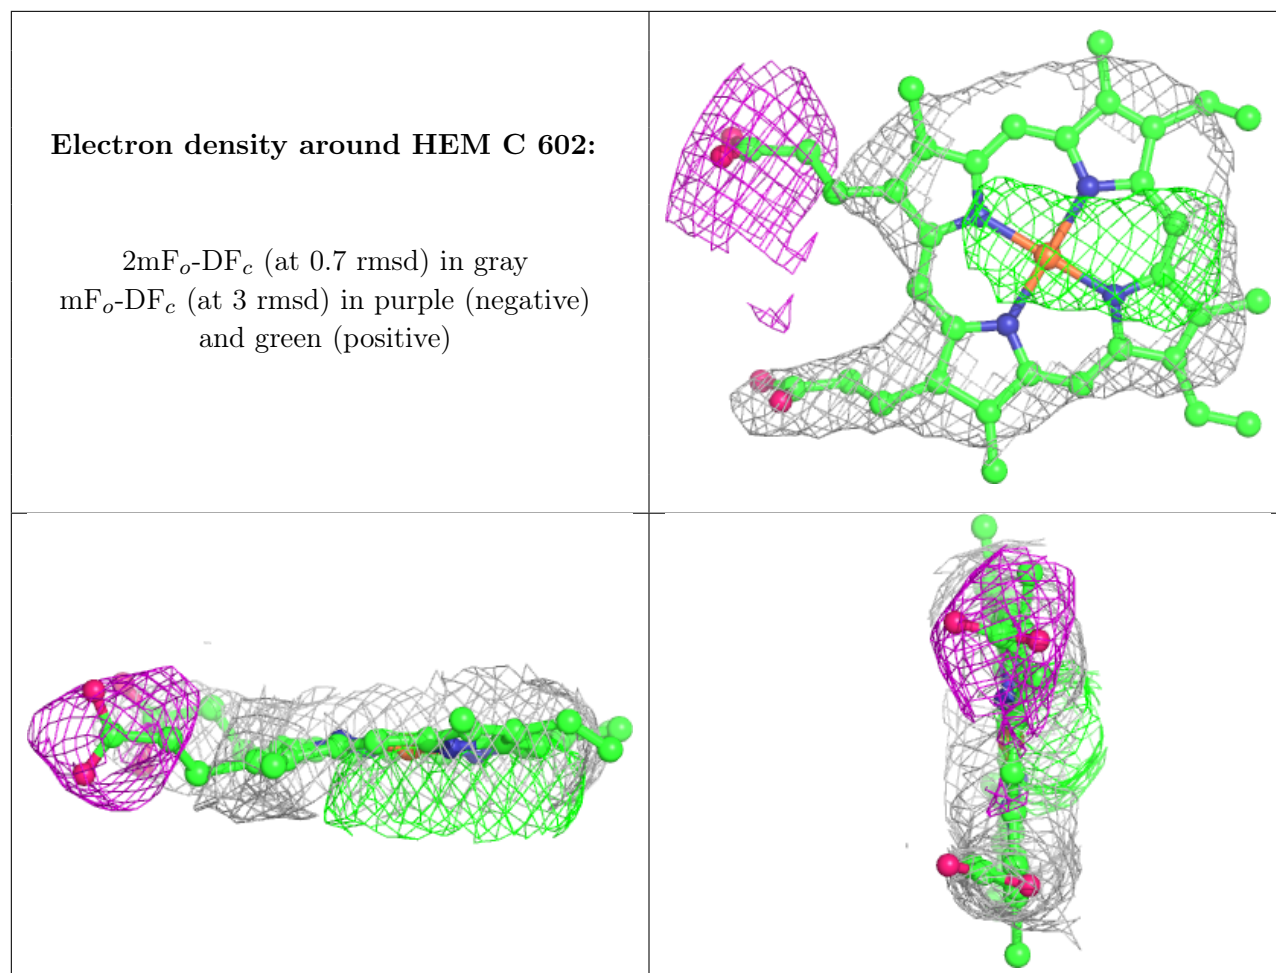 Electron density around HEM C 602:
2mFo-DFc (at 0.7 rmsd) in gray
mFo-DFc (at 3 rmsd) in purple (negative)
and green (positive)